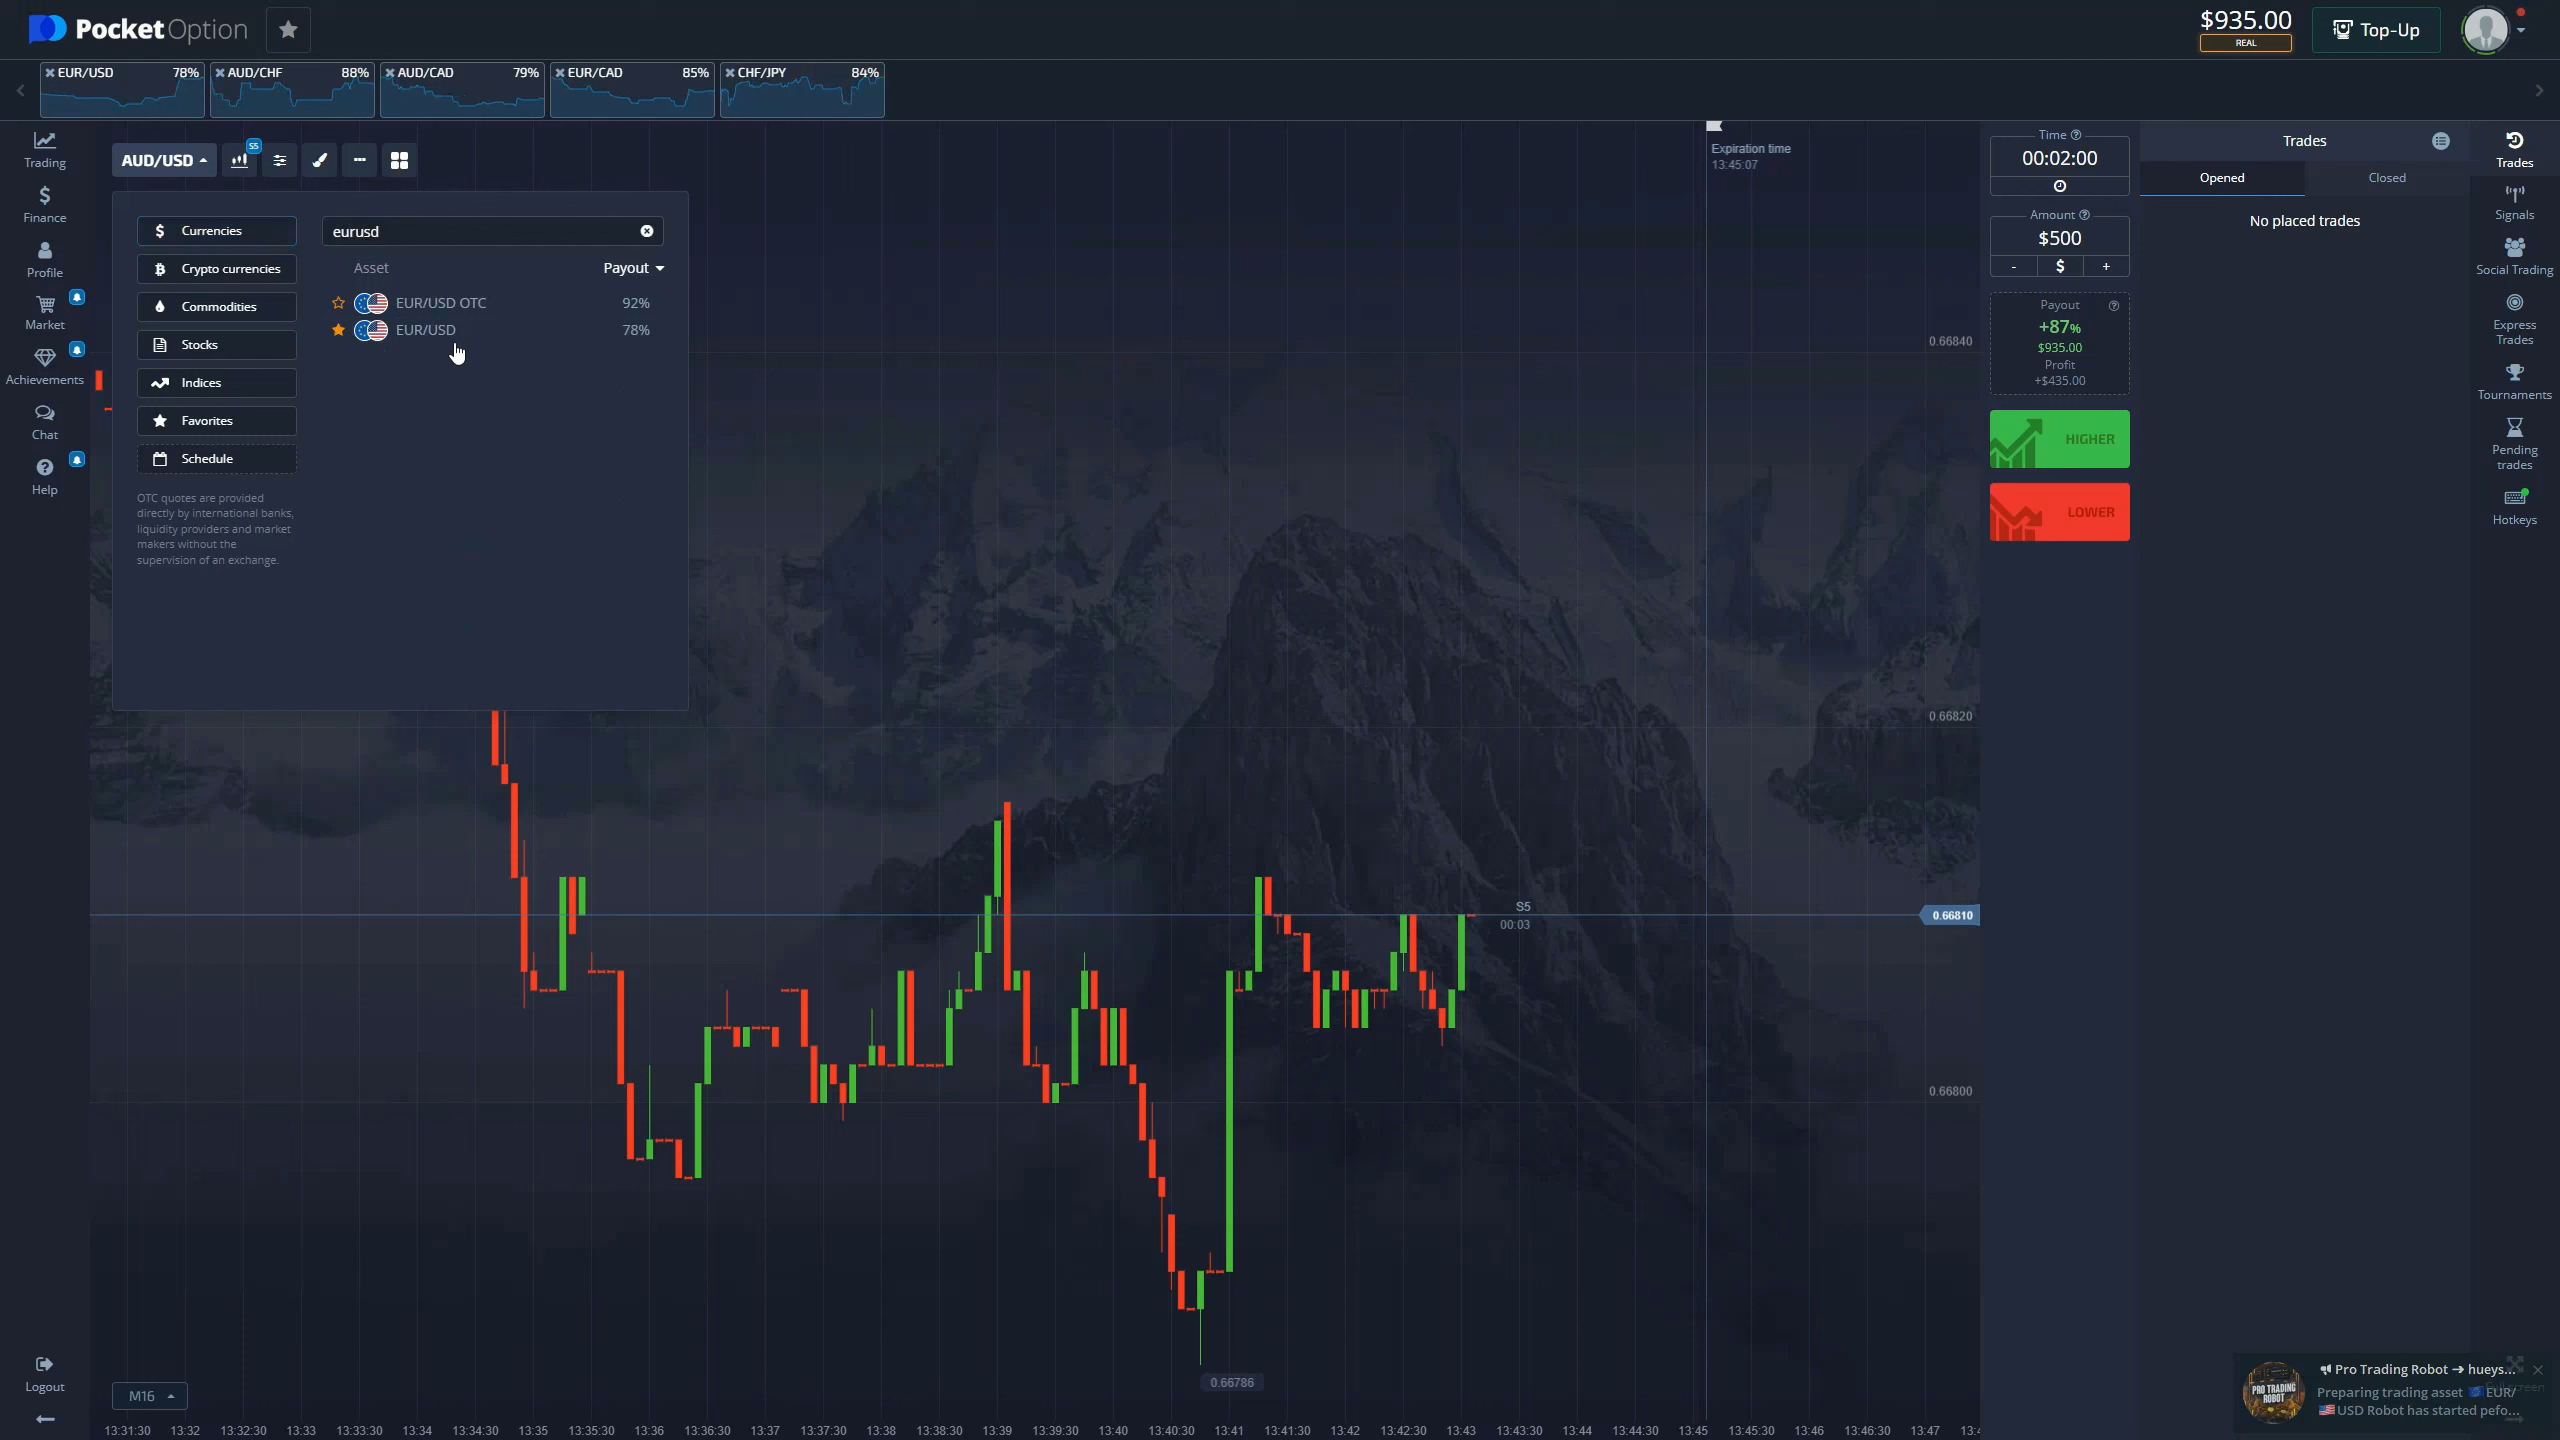 PocketOption
$935.00
REAL
Top-Up
EUR/USD 78%
AUD/CHF 88%
AUD/CAD 79%
EUR/CAD 85%
CHF/JPY 84%
Trading
Finance
Profile
Market
Achievements
Chat
Help
Logout
AUD/USD
S5
Currencies
Crypto currencies
Commodities
Stocks
Indices
Favorites
Schedule
OTC quotes are provided
directly by international banks,
liquidity providers and market
makers without the
supervision of an exchange.
eurusd
Asset Payout
EUR/USD OTC 92%
EUR/USD 78%
Expiration time
13:45:07
0.66840
0.66820
0.66810
0.66800
S5
00:03
0.66786
M16
13:31:30 13:32 13:32:30 13:33 13:33:30 13:34 13:34:30 13:35 13:35:30 13:36 13:36:30 13:37 13:37:30 13:38 13:38:30 13:39 13:39:30 13:40 13:40:30 13:41 13:41:30 13:42 13:42:30 13:43 13:43:30 13:44 13:44:30 13:45 13:45:30 13:46 13:46:30 13:47
Time
00:02:00
Amount
$500
- $ +
Payout
+87%
$935.00
Profit
+$435.00
HIGHER
LOWER
Trades
Opened Closed
No placed trades
Trades
Signals
Social Trading
Express
Trades
Tournaments
Pending
trades
Hotkeys
PRO TRADING
ROBOT
Pro Trading Robot → hueys...
Preparing trading asset EUR/
USD Robot has started pefo...